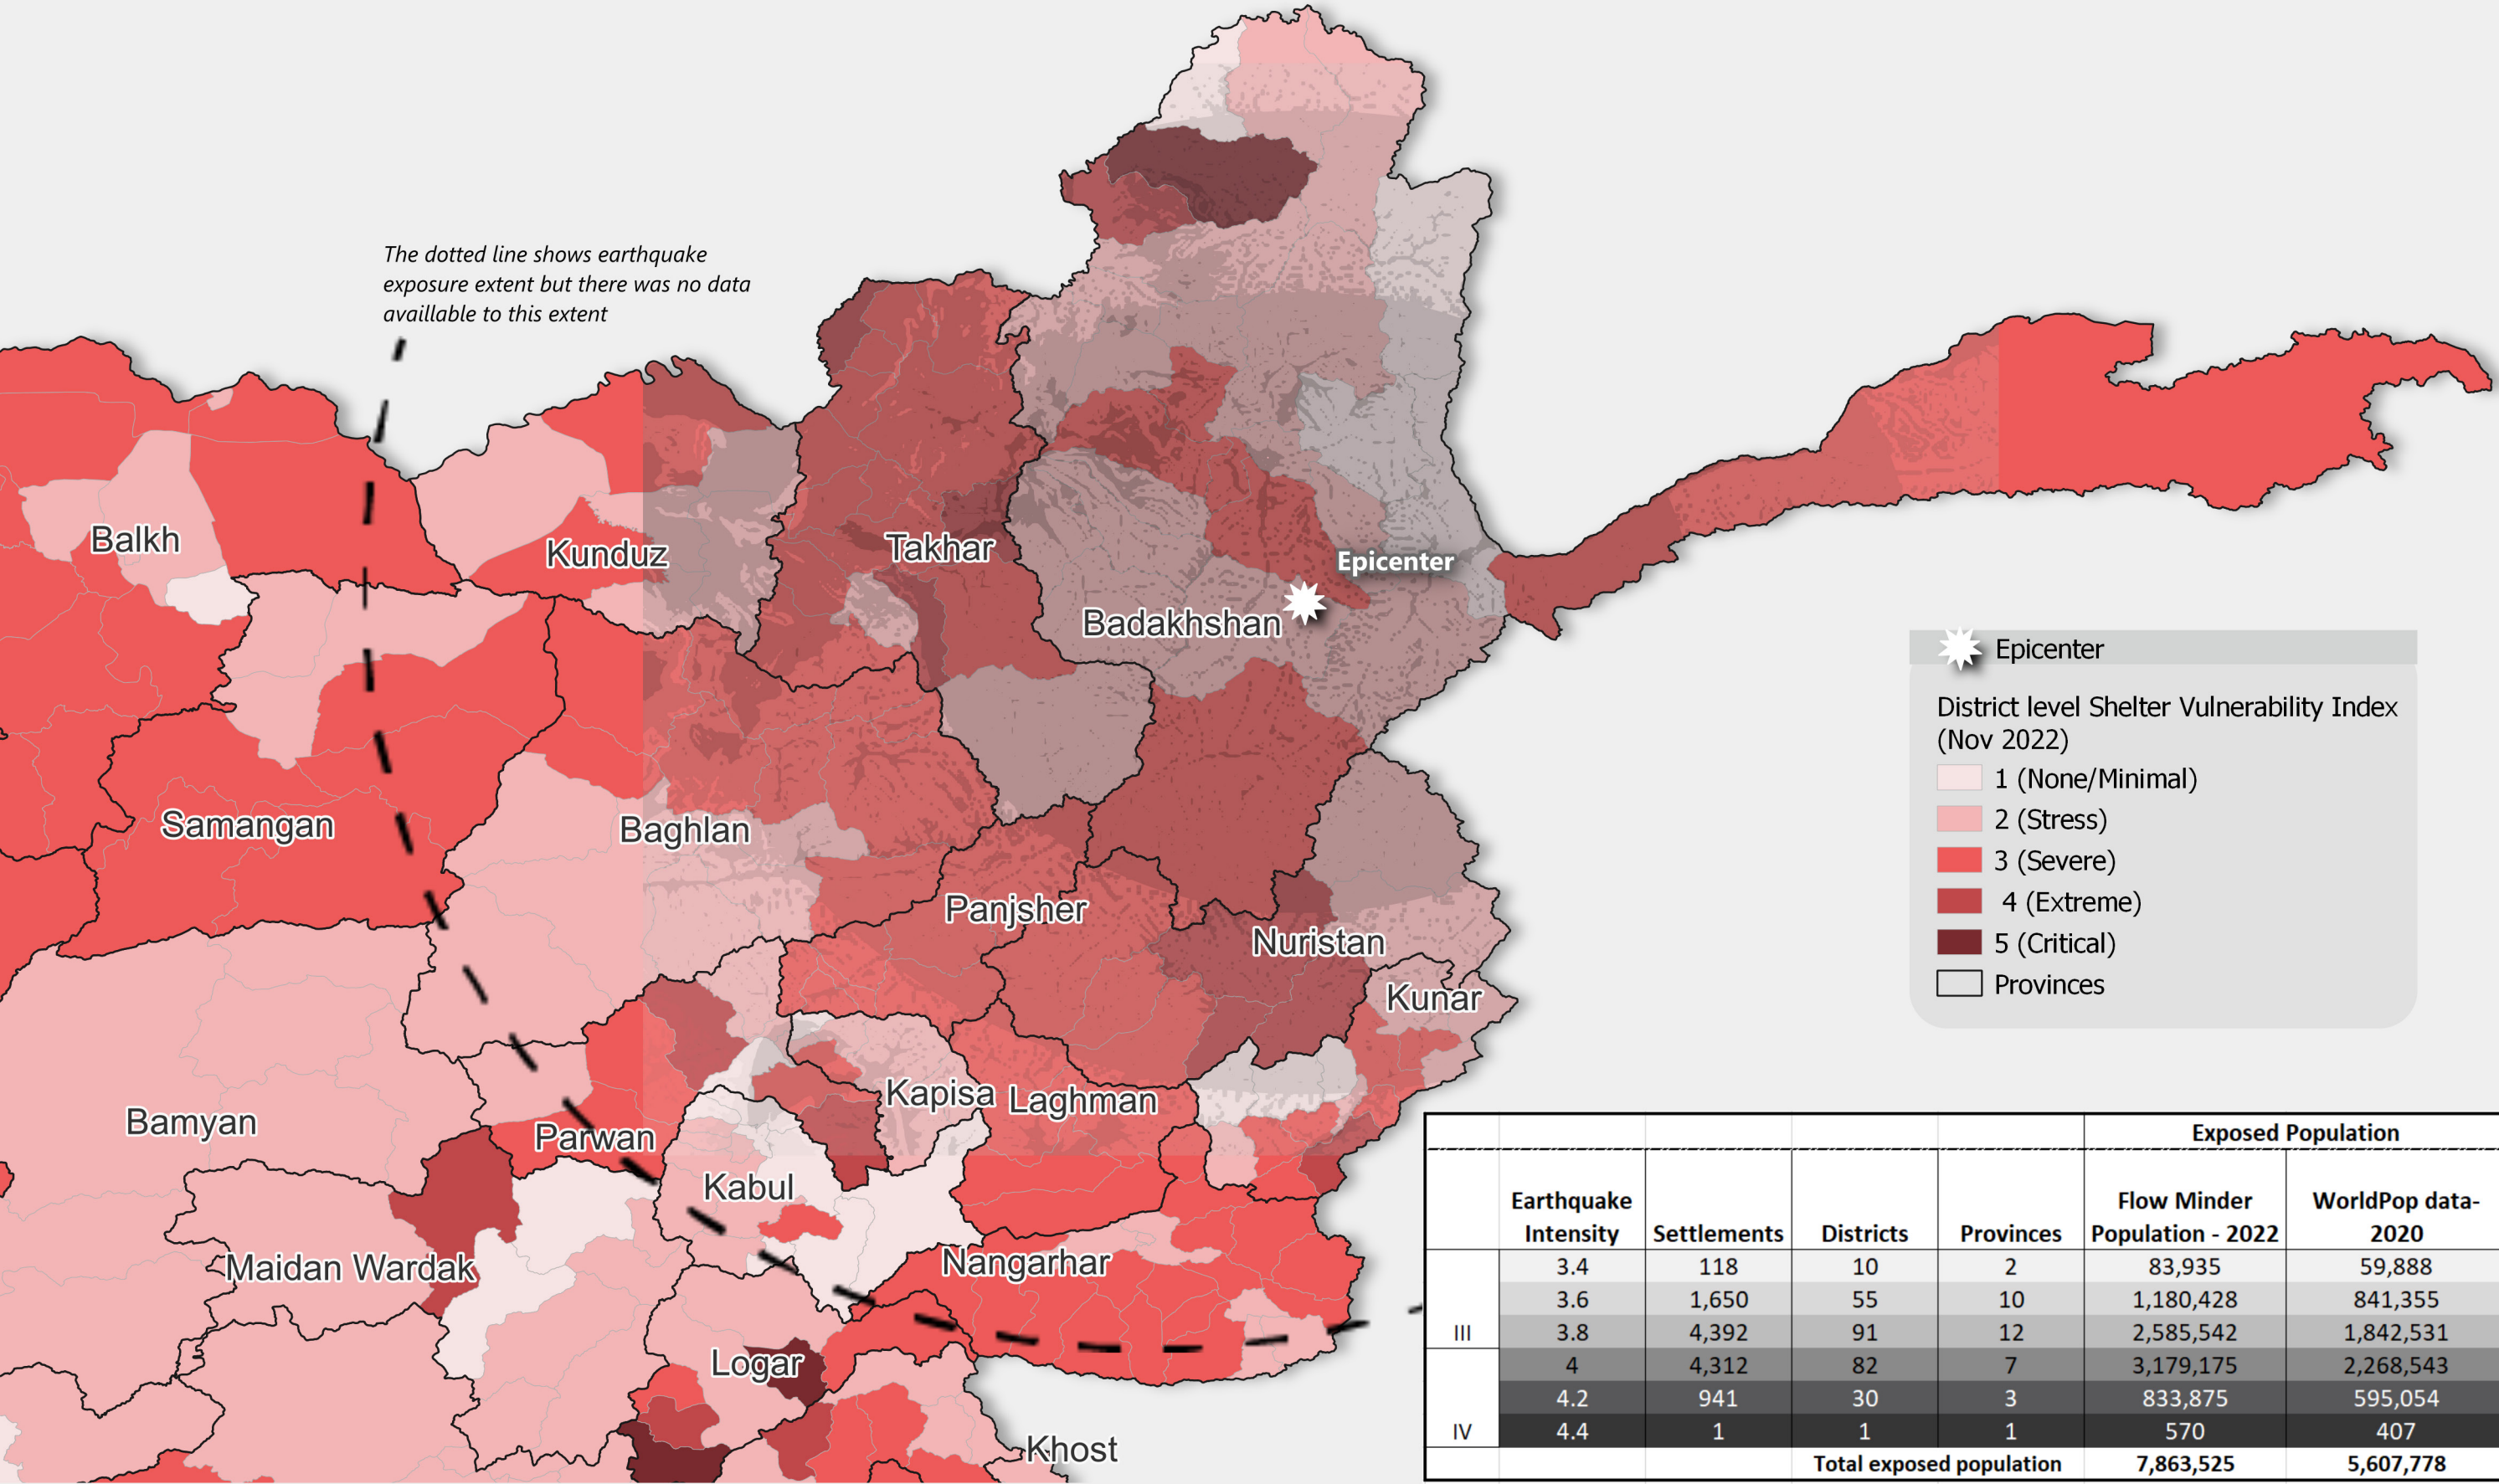 The dotted line shows earthquake
exposure extent but there was no data
availlable to this extent
Balkh
Kunduz
Takhar
Epicenter
Badakhshan
Samangan
Baghlan
Panjsher
Nuristan
Kunar
Bamyan
Parwan
Kapisa
Laghman
Kabul
Maidan Wardak
Nangarhar
Logar
Khost
Epicenter
District level Shelter Vulnerability Index
(Nov 2022)
1 (None/Minimal)
2 (Stress)
3 (Severe)
4 (Extreme)
5 (Critical)
Provinces
Exposed Population
Earthquake Intensity Settlements Districts Provinces Flow Minder Population - 2022 WorldPop data- 2020
3.4 118 10 2 83,935 59,888
3.6 1,650 55 10 1,180,428 841,355
III 3.8 4,392 91 12 2,585,542 1,842,531
4 4,312 82 7 3,179,175 2,268,543
4.2 941 30 3 833,875 595,054
IV 4.4 1 1 1 570 407
Total exposed population 7,863,525 5,607,778